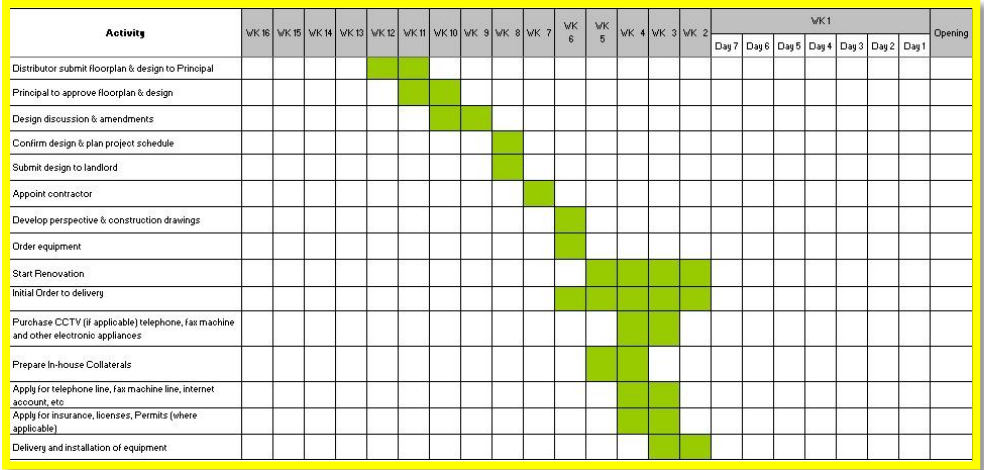 Activity WK 16 WK 15 WK 14 WK 13 WK 12 WK 11 WK 10 WK 9 WK 8 WK 7 WK 6 WK 5 WK 4 WK 3 WK 2 WK1 Opening
Day 7 Day 6 Day 5 Day 4 Day 3 Day 2 Day 1
Distributor submit floorplan & design to Principal
Principal to approve floorplan & design
Design discussion & amendments
Confirm design & plan project schedule
Submit design to landlord
Appoint contractor
Develop perspective & construction drawings
Order equipment
Start Renovation
Initial Order to delivery
Purchase CCTV (if applicable) telephone, fax machine
and other electronic appliances
Prepare In-house Collaterals
Apply for telephone line, fax machine line, internet
account, etc
Apply for insurance, licenses, Permits (where
applicable)
Delivery and installation of equipment